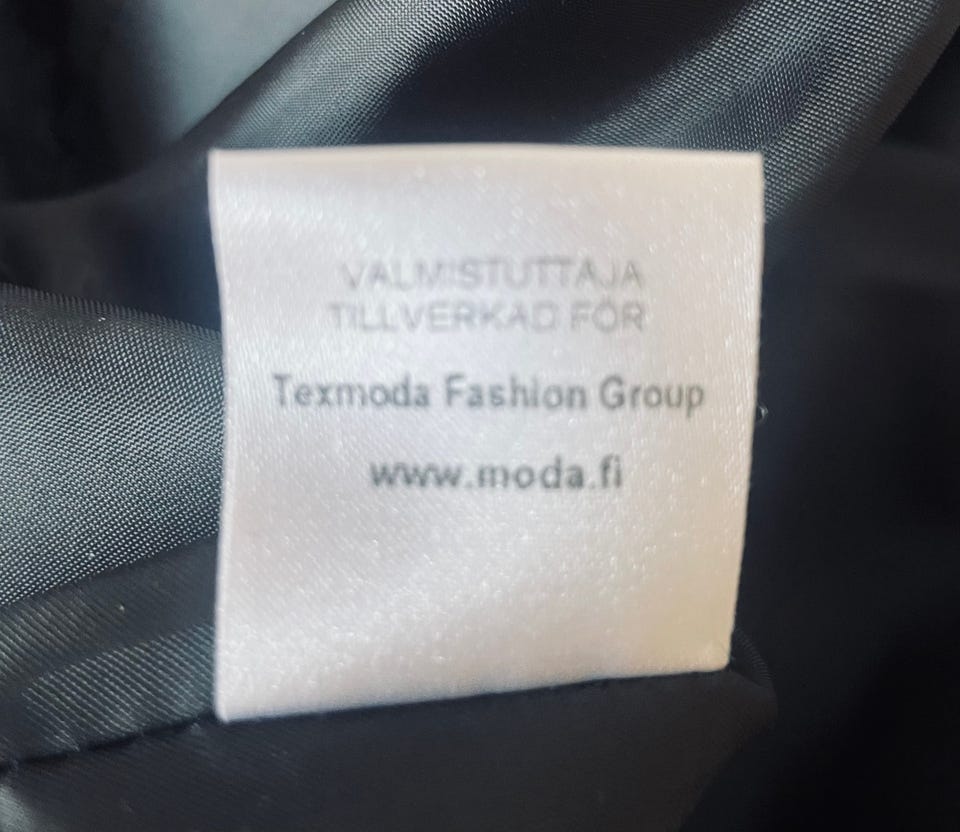 VALMISTUTTAJA
TILLVERKAD FÖR
Texmoda Fashion Group
www.moda.fi